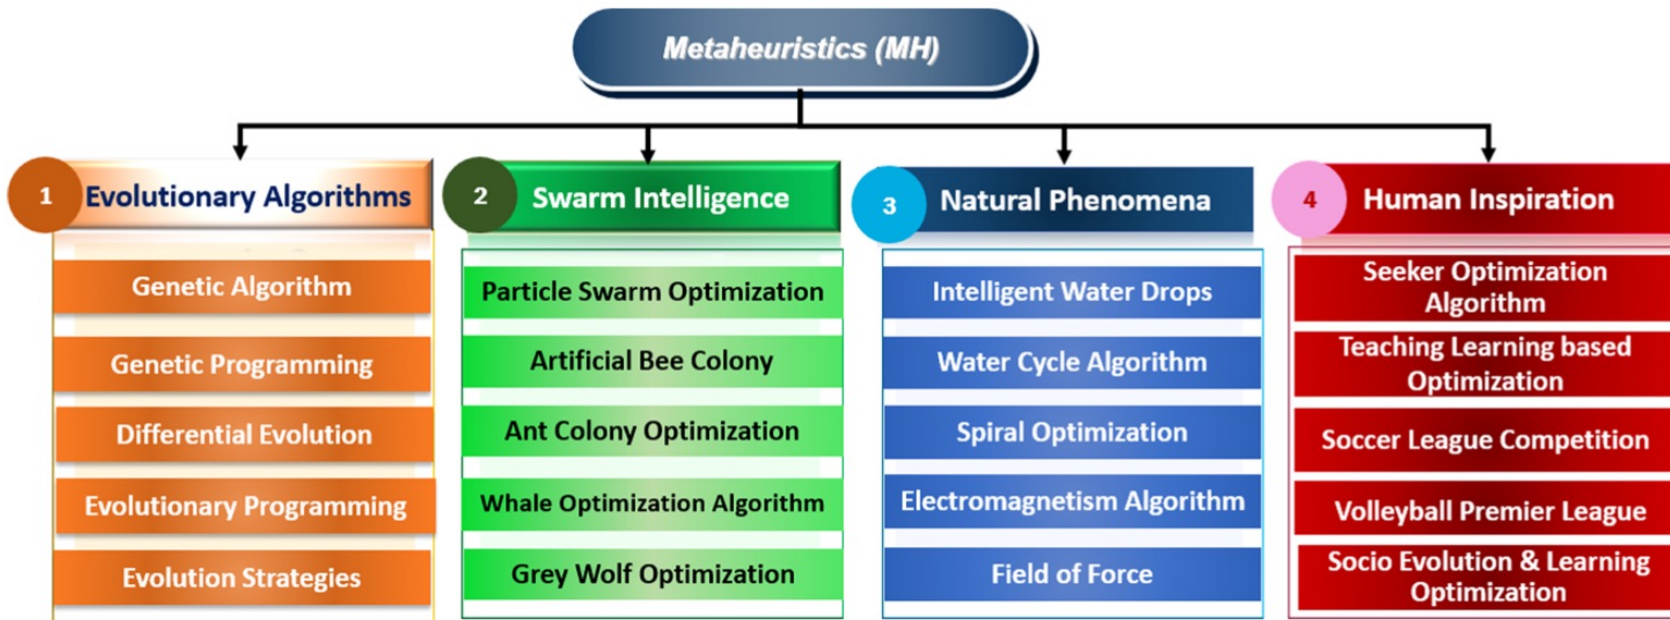 Metaheuristics (MH)
1
Evolutionary Algorithms
Genetic Algorithm
Genetic Programming
Differential Evolution
Evolutionary Programming
Evolution Strategies
2
Swarm Intelligence
Particle Swarm Optimization
Artificial Bee Colony
Ant Colony Optimization
Whale Optimization Algorithm
Grey Wolf Optimization
3
Natural Phenomena
Intelligent Water Drops
Water Cycle Algorithm
Spiral Optimization
Electromagnetism Algorithm
Field of Force
4
Human Inspiration
Seeker Optimization
Algorithm
Teaching Learning based
Optimization
Soccer League Competition
Volleyball Premier League
Socio Evolution & Learning
Optimization